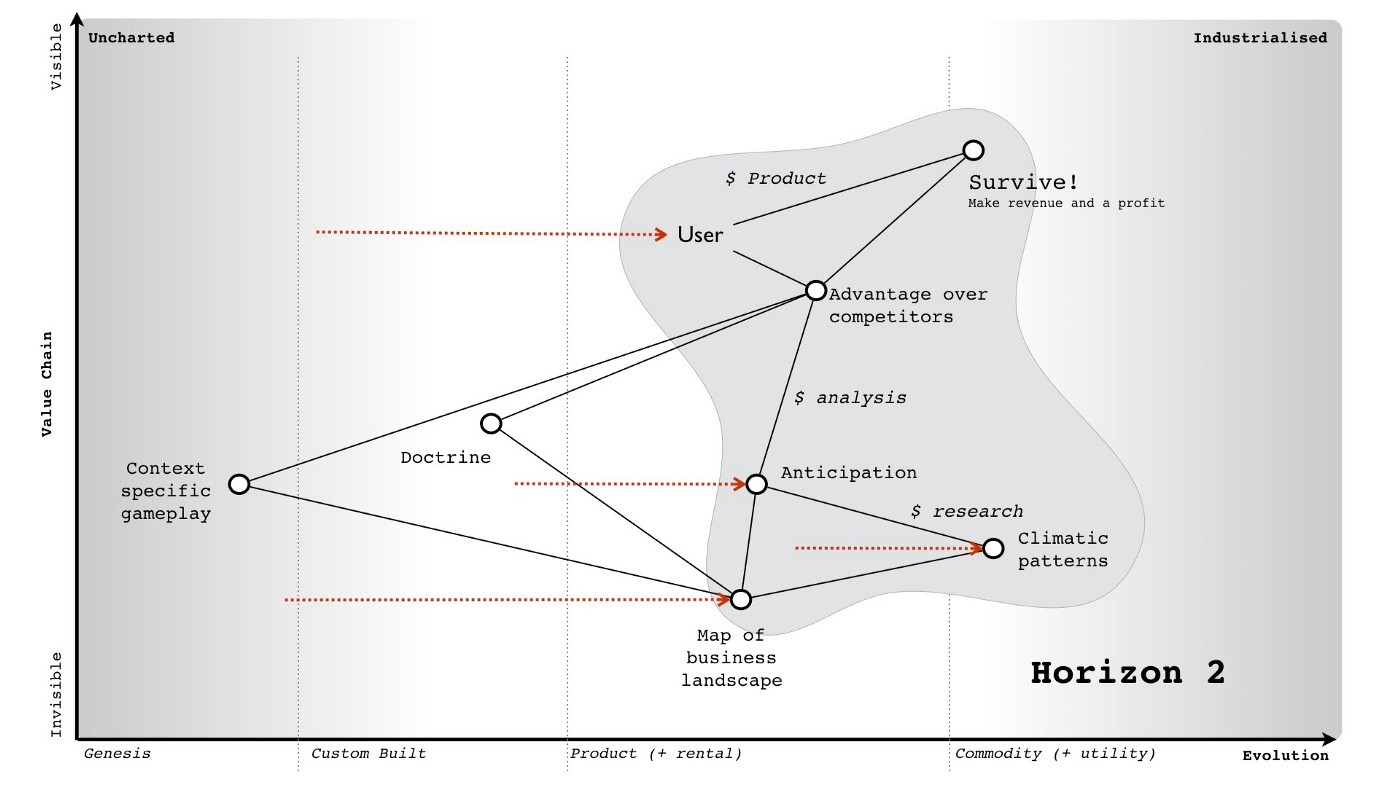 Visible
Uncharted
Industrialised
$ Product
Survive!
Make revenue and a profit
User
Advantage over
competitors
Value Chain
$ analysis
Doctrine
Context
specific
gameplay
Anticipation
$ research
Climatic
patterns
Map of
business
landscape
Horizon 2
Invisible
Genesis
Custom Built
Product (+ rental)
Commodity (+ utility)
Evolution